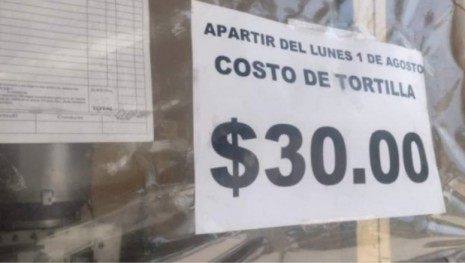 APARTIR DEL LUNES 1 DE AGOSTO
COSTO DE TORTILLA
$30.00